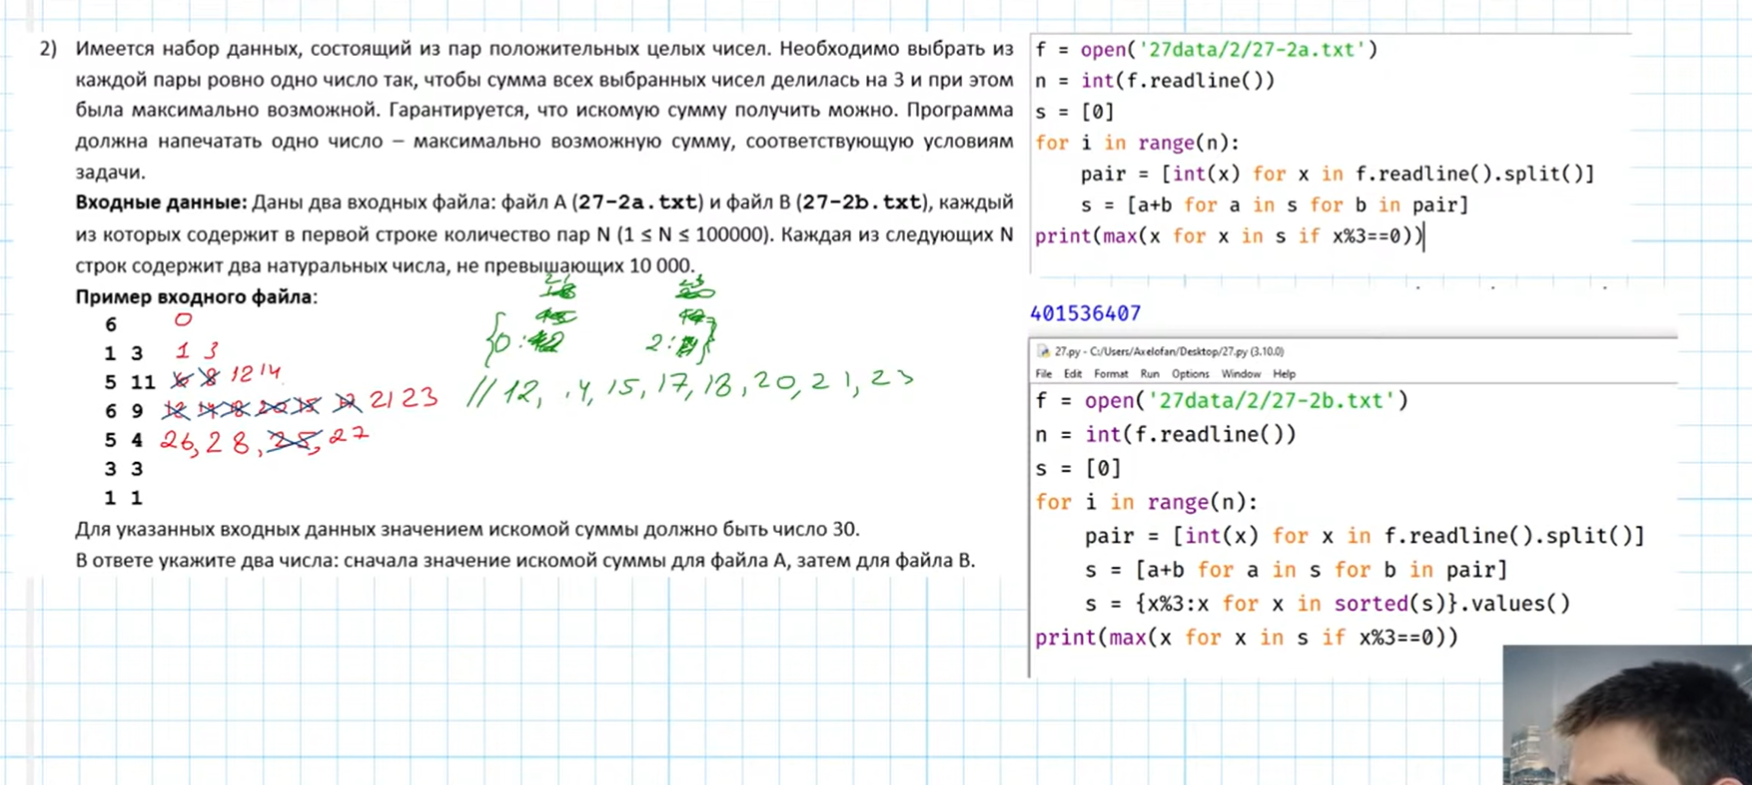 2) Имеется набор данных, состоящий из пар положительных целых чисел. Необходимо выбрать из
каждой пары ровно одно число так, чтобы сумма всех выбранных чисел делилась на 3 и при этом
была максимально возможной. Гарантируется, что искомую сумму получить можно. Программа
должна напечатать одно число – максимально возможную сумму, соответствующую условиям
задачи.
Входные данные: Даны два входных файла: файл A (27-2a.txt) и файл B (27-2b.txt), каждый
из которых содержит в первой строке количество пар N (1 ≤ N ≤ 100000). Каждая из следующих N
строк содержит два натуральных числа, не превышающих 10 000.
Пример входного файла:
6 0
1 3 1 3
5 11 6 8 12 14
6 9 21 23
5 4 26, 28, 25, 27
3 3
1 1
{0: 2: }
// 12, 14, 15, 17, 18, 20, 21, 23
Для указанных входных данных значением искомой суммы должно быть число 30.
В ответе укажите два числа: сначала значение искомой суммы для файла A, затем для файла B.
f = open('27data/2/27-2a.txt')
n = int(f.readline())
s = [0]
for i in range(n):
    pair = [int(x) for x in f.readline().split()]
    s = [a+b for a in s for b in pair]
print(max(x for x in s if x%3==0))
401536407
27.py - C:/Users/Axelofan/Desktop/27.py (3.10.0)
File Edit Format Run Options Window Help
f = open('27data/2/27-2b.txt')
n = int(f.readline())
s = [0]
for i in range(n):
    pair = [int(x) for x in f.readline().split()]
    s = [a+b for a in s for b in pair]
    s = {x%3:x for x in sorted(s)}.values()
print(max(x for x in s if x%3==0))